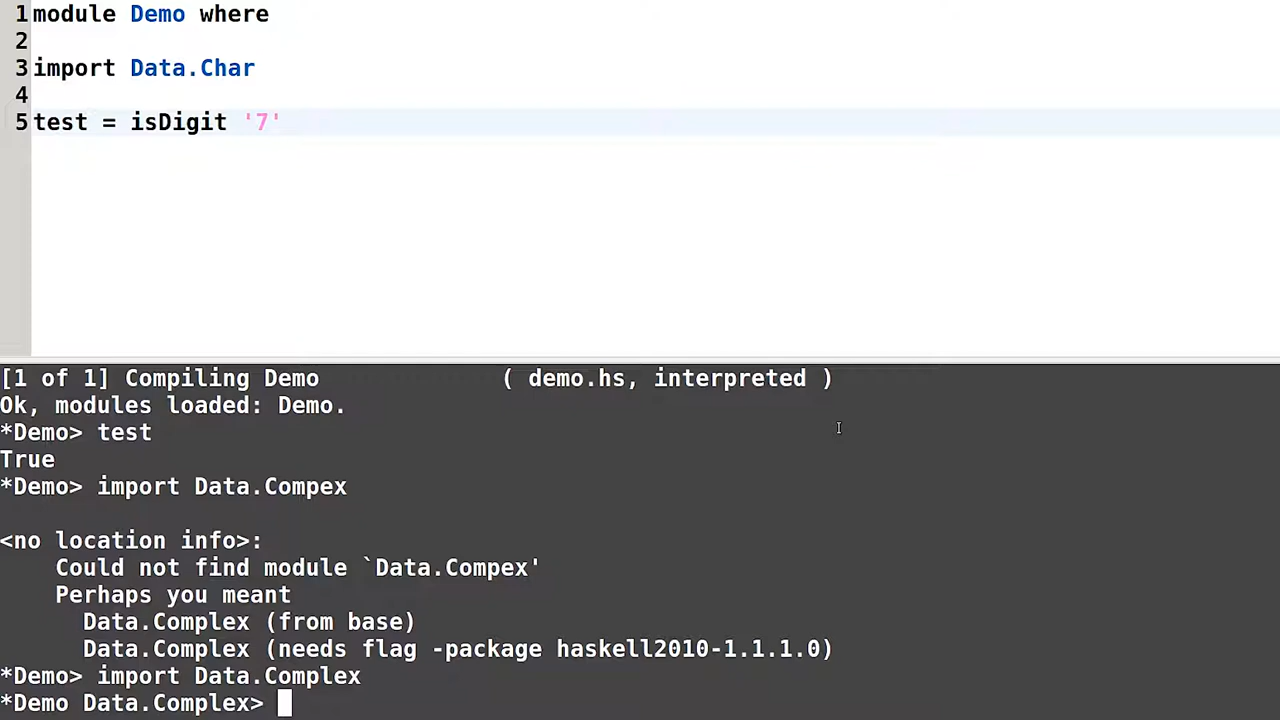 1 module Demo where
2
3 import Data.Char
4
5 test = isDigit '7'
[1 of 1] Compiling Demo             ( demo.hs, interpreted )
Ok, modules loaded: Demo.
*Demo> test
True
*Demo> import Data.Compex
<no location info>:
    Could not find module `Data.Compex'
    Perhaps you meant
      Data.Complex (from base)
      Data.Complex (needs flag -package haskell2010-1.1.1.0)
*Demo> import Data.Complex
*Demo Data.Complex>